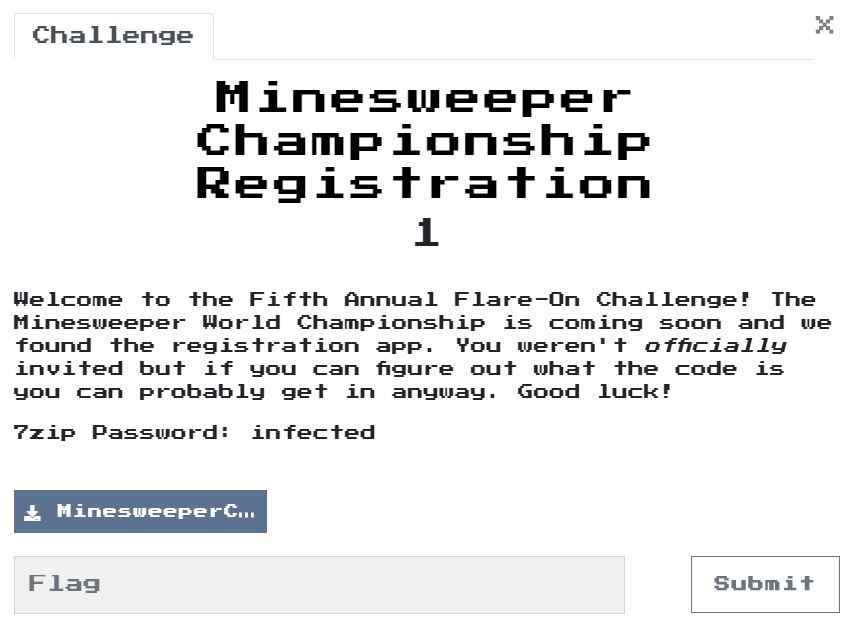 Challenge
×
Minesweeper
Championship
Registration
1
Welcome to the Fifth Annual Flare-On Challenge! The
Minesweeper World Championship is coming soon and we
found the registration app. You weren't officially
invited but if you can figure out what the code is
you can probably get in anyway. Good luck!
7zip Password: infected
MinesweeperC...
Flag
Submit